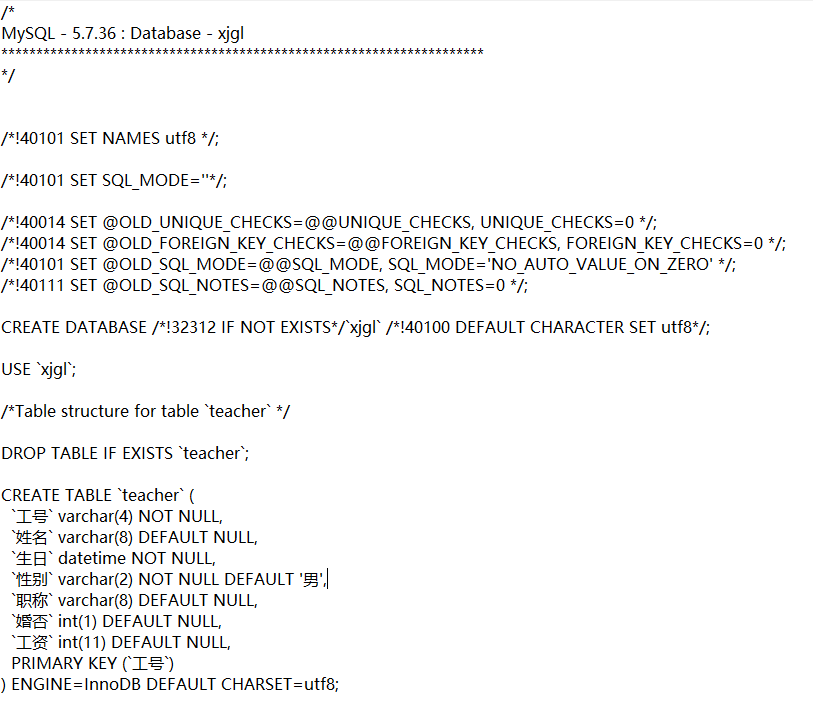 /*
MySQL - 5.7.36 : Database - xjgl
*********************************************************************
*/
/*!40101 SET NAMES utf8 */;
/*!40101 SET SQL_MODE=''*/;
/*!40014 SET @OLD_UNIQUE_CHECKS=@@UNIQUE_CHECKS, UNIQUE_CHECKS=0 */;
/*!40014 SET @OLD_FOREIGN_KEY_CHECKS=@@FOREIGN_KEY_CHECKS, FOREIGN_KEY_CHECKS=0 */;
/*!40101 SET @OLD_SQL_MODE=@@SQL_MODE, SQL_MODE='NO_AUTO_VALUE_ON_ZERO' */;
/*!40111 SET @OLD_SQL_NOTES=@@SQL_NOTES, SQL_NOTES=0 */;
CREATE DATABASE /*!32312 IF NOT EXISTS*/`xjgl` /*!40100 DEFAULT CHARACTER SET utf8*/;
USE `xjgl`;
/*Table structure for table `teacher` */
DROP TABLE IF EXISTS `teacher`;
CREATE TABLE `teacher` (
`工号` varchar(4) NOT NULL,
`姓名` varchar(8) DEFAULT NULL,
`生日` datetime NOT NULL,
`性别` varchar(2) NOT NULL DEFAULT '男',
`职称` varchar(8) DEFAULT NULL,
`婚否` int(1) DEFAULT NULL,
`工资` int(11) DEFAULT NULL,
PRIMARY KEY (`工号`)
) ENGINE=InnoDB DEFAULT CHARSET=utf8;